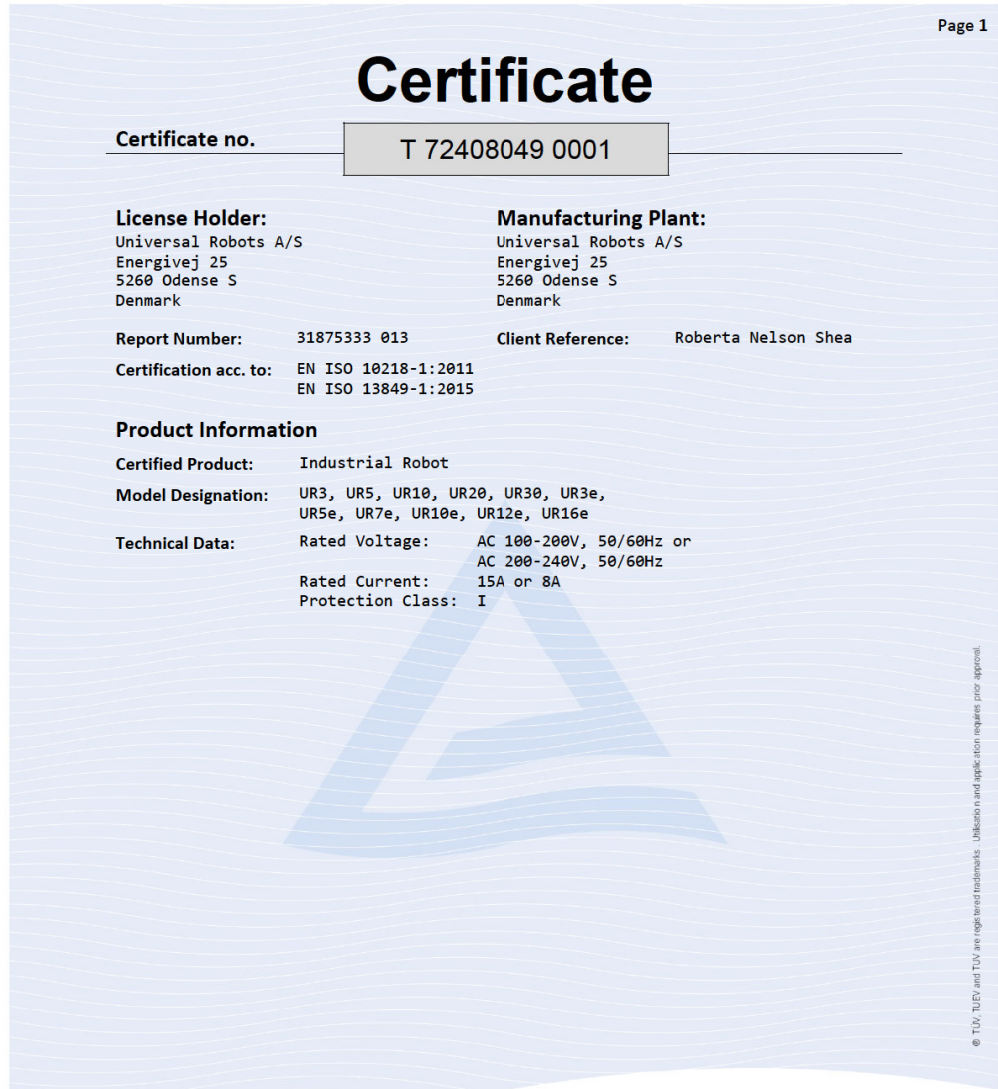 Page 1
Certificate
Certificate no.
T 72408049 0001
License Holder:
Universal Robots A/S
Energivej 25
5260 Odense S
Denmark
Manufacturing Plant:
Universal Robots A/S
Energivej 25
5260 Odense S
Denmark
Report Number: 31875333 013
Client Reference: Roberta Nelson Shea
Certification acc. to: EN ISO 10218-1:2011
EN ISO 13849-1:2015
Product Information
Certified Product: Industrial Robot
Model Designation: UR3, UR5, UR10, UR20, UR30, UR3e,
UR5e, UR7e, UR10e, UR12e, UR16e
Technical Data: Rated Voltage: AC 100-200V, 50/60Hz or
AC 200-240V, 50/60Hz
Rated Current: 15A or 8A
Protection Class: I
® TÜV, TUEV and TUV are registered trademarks. Utilisation and application requires prior approval.